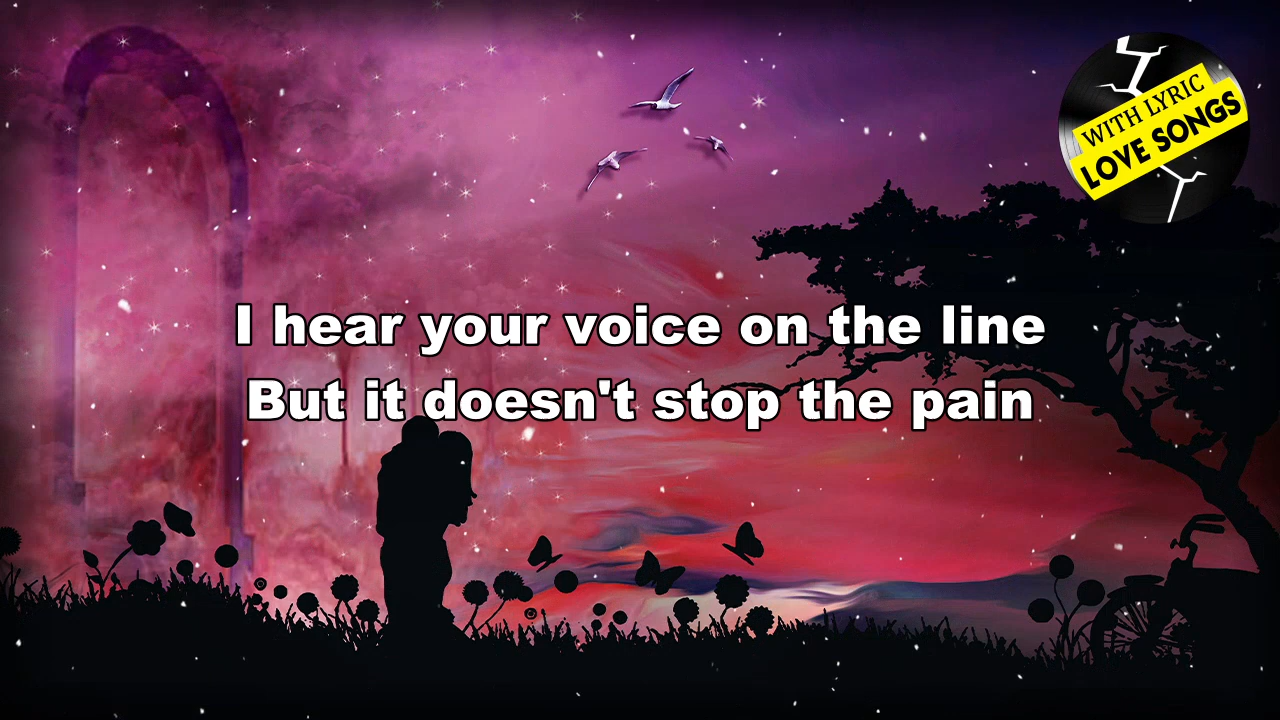 WITH LYRIC
LOVE SONGS
I hear your voice on the line
But it doesn't stop the pain